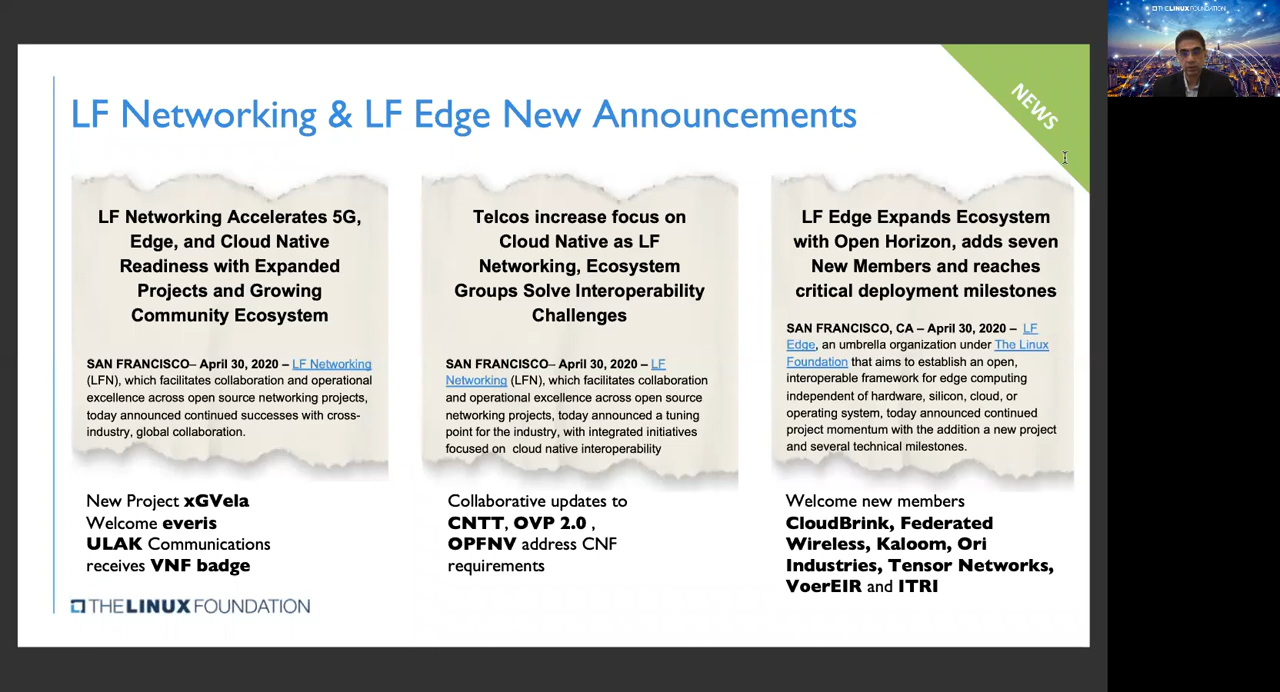 THE LINUX FOUNDATION
NEWS
LF Networking & LF Edge New Announcements
LF Networking Accelerates 5G,
Edge, and Cloud Native
Readiness with Expanded
Projects and Growing
Community Ecosystem
SAN FRANCISCO– April 30, 2020 – LF Networking
(LFN), which facilitates collaboration and operational
excellence across open source networking projects,
today announced continued successes with cross-
industry, global collaboration.
New Project xGVela
Welcome everis
ULAK Communications
receives VNF badge
Telcos increase focus on
Cloud Native as LF
Networking, Ecosystem
Groups Solve Interoperability
Challenges
SAN FRANCISCO– April 30, 2020 – LF
Networking (LFN), which facilitates collaboration
and operational excellence across open source
networking projects, today announced a tuning
point for the industry, with integrated initiatives
focused on cloud native interoperability
Collaborative updates to
CNTT, OVP 2.0 ,
OPFNV address CNF
requirements
LF Edge Expands Ecosystem
with Open Horizon, adds seven
New Members and reaches
critical deployment milestones
SAN FRANCISCO, CA – April 30, 2020 – LF
Edge, an umbrella organization under The Linux
Foundation that aims to establish an open,
interoperable framework for edge computing
independent of hardware, silicon, cloud, or
operating system, today announced continued
project momentum with the addition a new project
and several technical milestones.
Welcome new members
CloudBrink, Federated
Wireless, Kaloom, Ori
Industries, Tensor Networks,
VoerEIR and ITRI
THE LINUX FOUNDATION